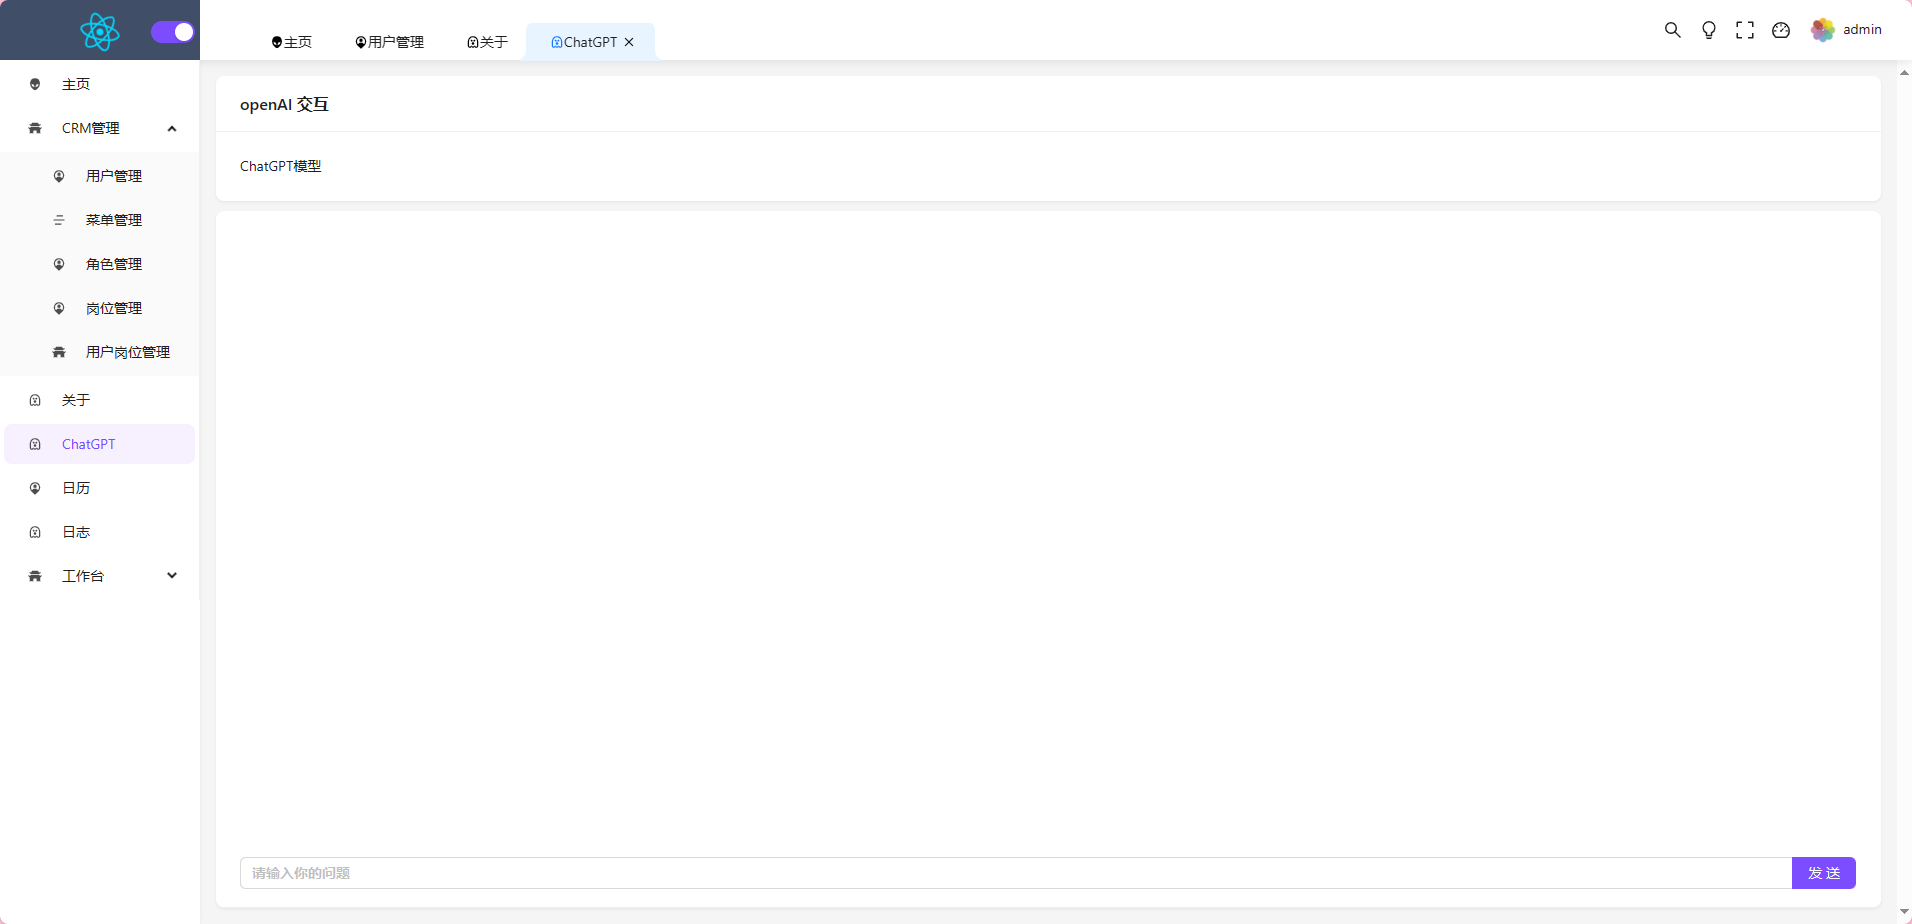 主页
用户管理
关于
ChatGPT
admin
主页
CRM管理
用户管理
菜单管理
角色管理
岗位管理
用户岗位管理
关于
ChatGPT
日历
日志
工作台
openAI 交互
ChatGPT模型
请输入你的问题
发 送